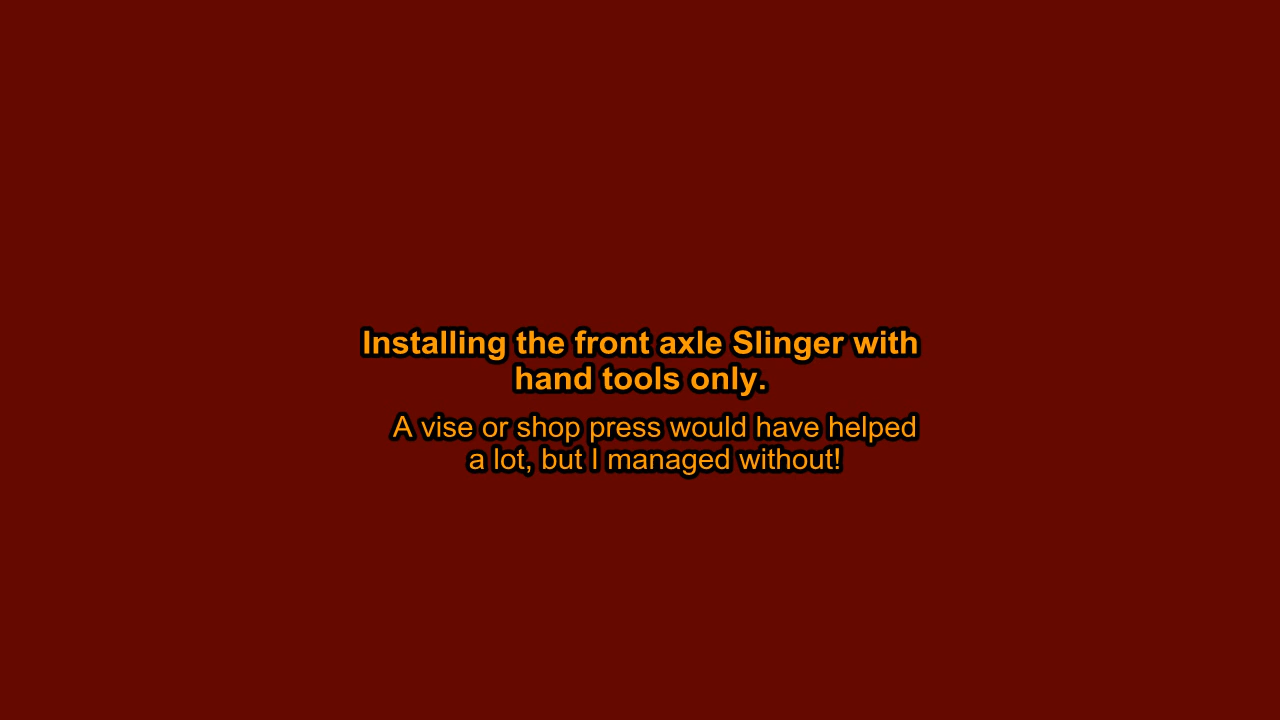 Installing the front axle Slinger with
hand tools only.
A vise or shop press would have helped
a lot, but I managed without!